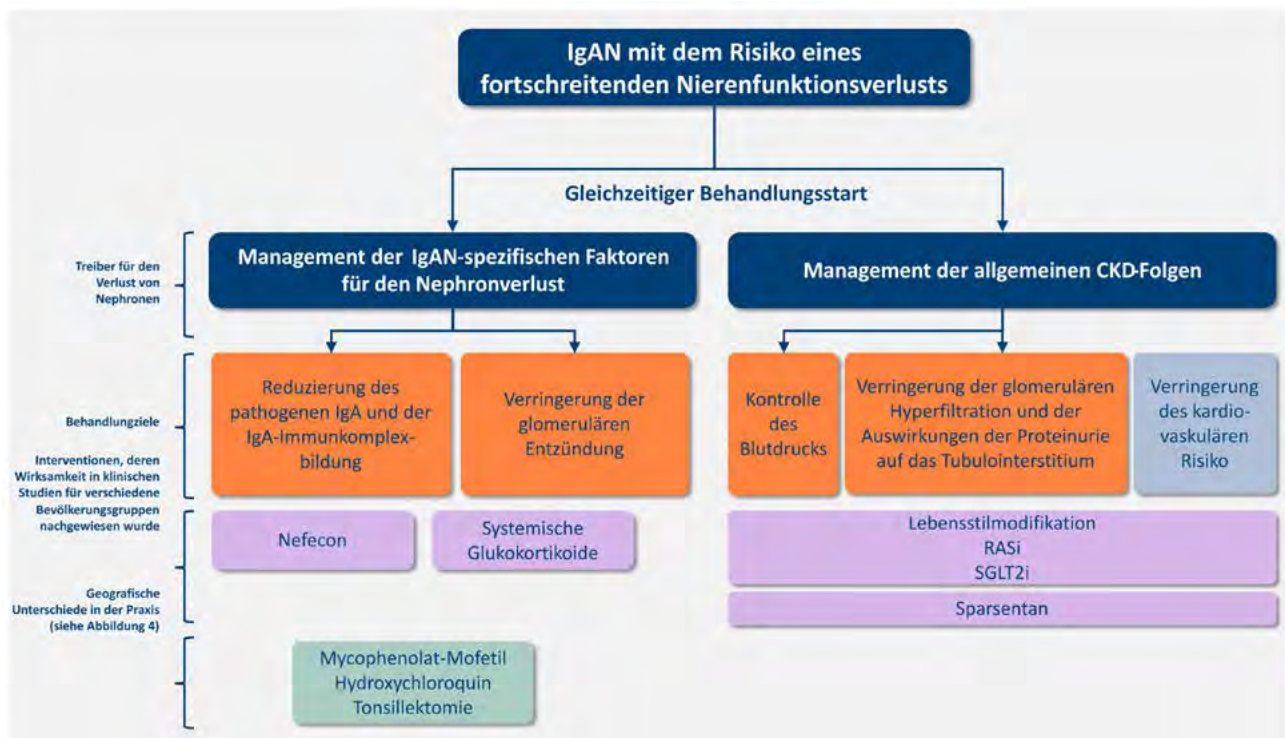 IgAN mit dem Risiko eines
fortschreitenden Nierenfunktionsverlusts
Gleichzeitiger Behandlungsstart
Treiber für den
Verlust von
Nephronen
Management der IgAN-spezifischen Faktoren
für den Nephronverlust
Management der allgemeinen CKD-Folgen
Behandlungziele
Reduzierung des
pathogenen IgA und der
IgA-Immunkomplex-
bildung
Verringerung der
glomerulären
Entzündung
Kontrolle
des
Blutdrucks
Verringerung der glomerulären
Hyperfiltration und der
Auswirkungen der Proteinurie
auf das Tubulointerstitium
Verringerung
des kardio-
vaskulären
Risiko
Interventionen, deren
Wirksamkeit in klinischen
Studien für verschiedene
Bevölkerungsgruppen
nachgewiesen wurde
Nefecon
Systemische
Glukokortikoide
Lebensstilmodifikation
RASi
SGLT2i
Sparsentan
Geografische
Unterschiede in der Praxis
(siehe Abbildung 4)
Mycophenolat-Mofetil
Hydroxychloroquin
Tonsillektomie